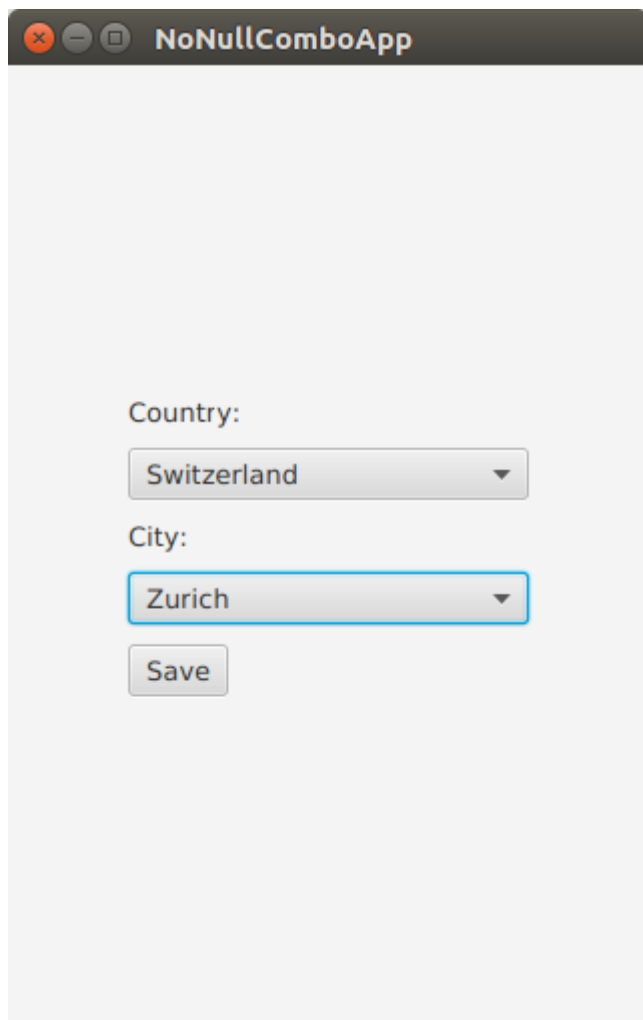 NoNullComboApp
Country:
Switzerland
City:
Zurich
Save